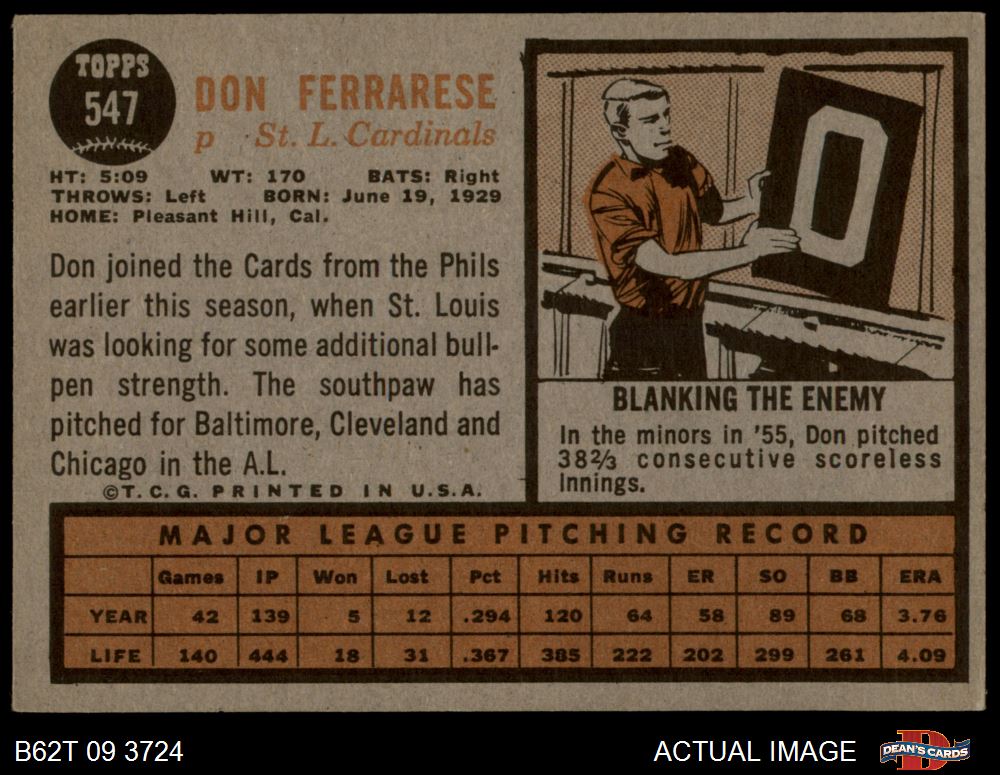 TOPPS
547
DON FERRARESE
p St. L. Cardinals
HT: 5:09 WT: 170 BATS: Right
THROWS: Left BORN: June 19, 1929
HOME: Pleasant Hill, Cal.
Don joined the Cards from the Phils
earlier this season, when St. Louis
was looking for some additional bull-
pen strength. The southpaw has
pitched for Baltimore, Cleveland and
Chicago in the A.L.
©T.C.G. PRINTED IN U.S.A.
0
BLANKING THE ENEMY
In the minors in '55, Don pitched
38⅔ consecutive scoreless
innings.
MAJOR LEAGUE PITCHING RECORD
Games IP Won Lost Pct Hits Runs ER SO BB ERA
YEAR 42 139 5 12 .294 120 64 58 89 68 3.76
LIFE 140 444 18 31 .367 385 222 202 299 261 4.09
B62T 09 3724
ACTUAL IMAGE
D
DEAN'S CARDS